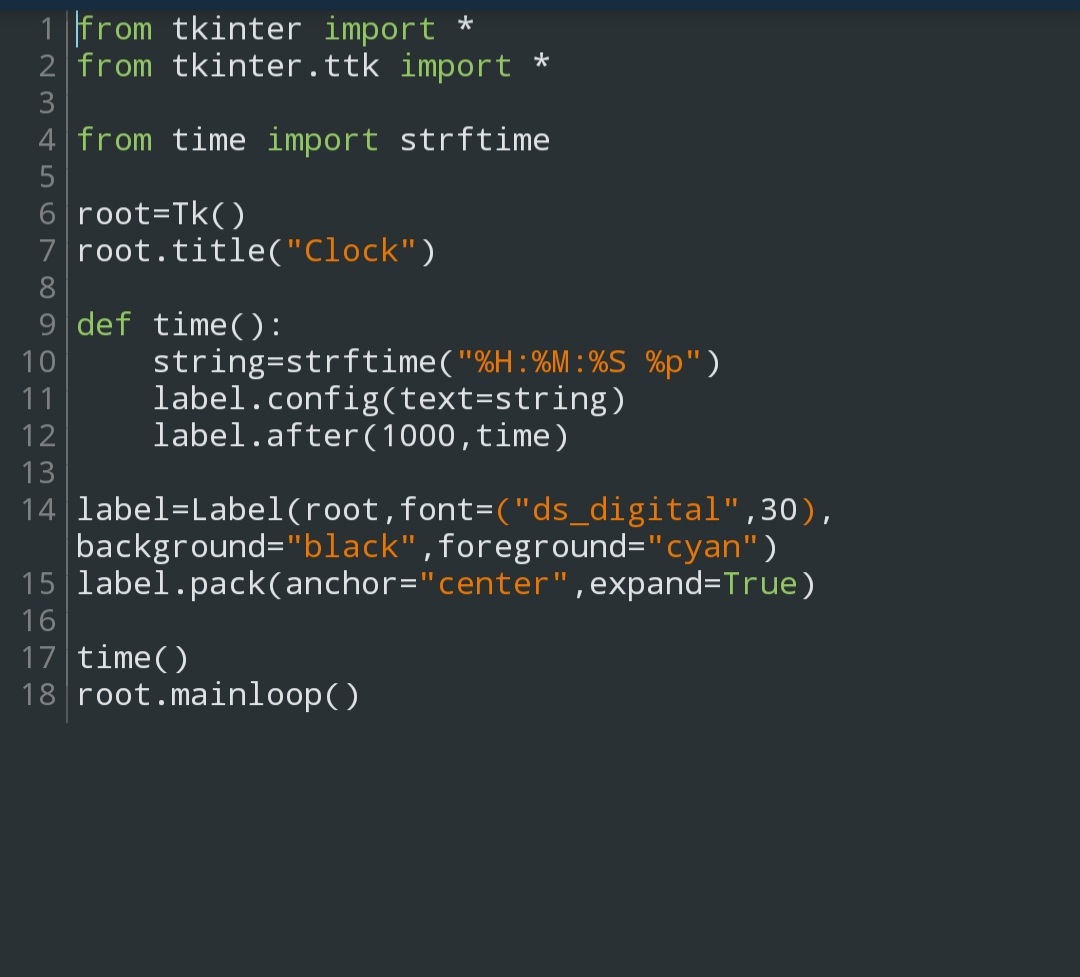 1 from tkinter import *
2 from tkinter.ttk import *
3
4 from time import strftime
5
6 root=Tk()
7 root.title("Clock")
8
9 def time():
10     string=strftime("%H:%M:%S %p")
11     label.config(text=string)
12     label.after(1000,time)
13
14 label=Label(root,font=("ds_digital",30),
background="black",foreground="cyan")
15 label.pack(anchor="center",expand=True)
16
17 time()
18 root.mainloop()